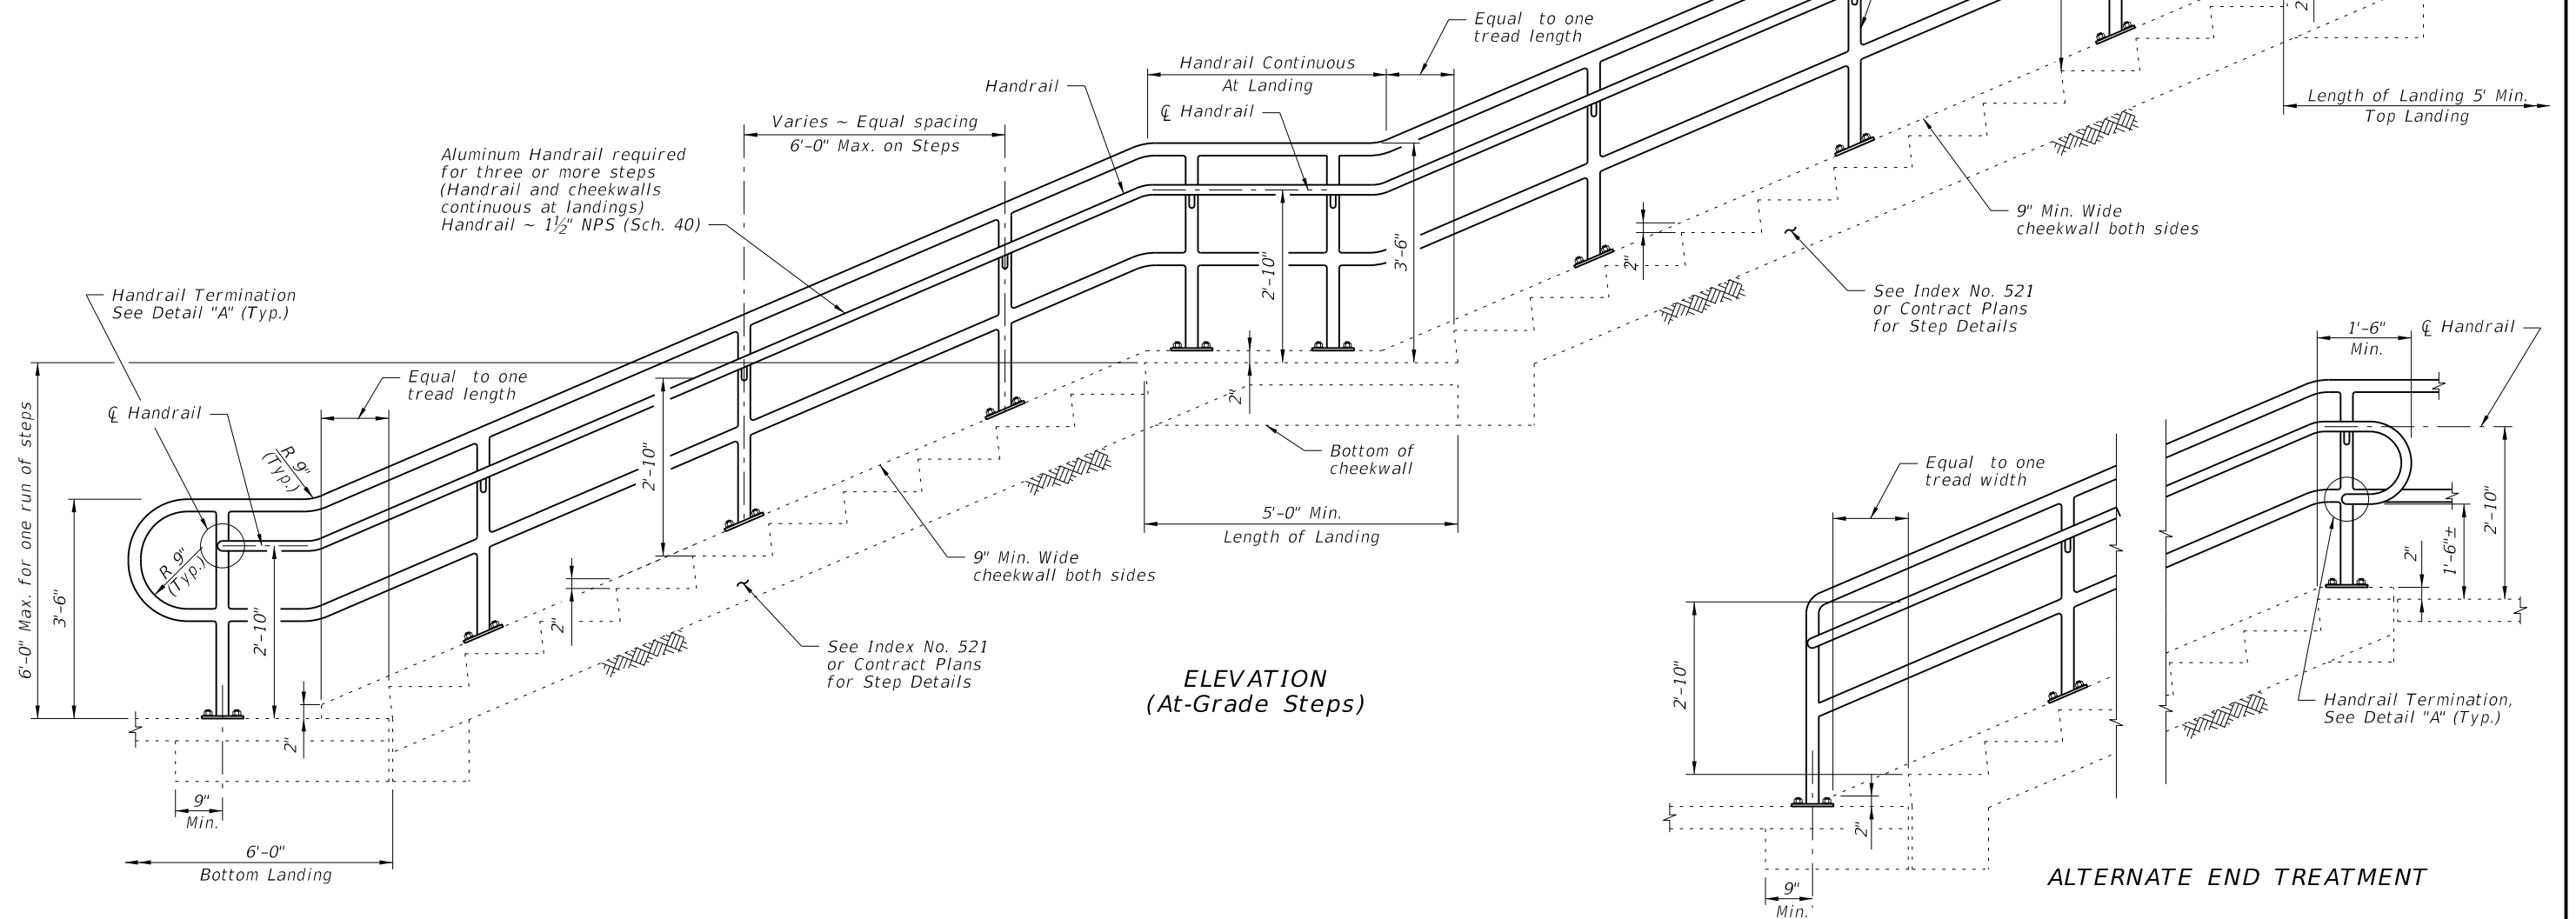 Equal to one
tread length
2"
Handrail Continuous
At Landing
Handrail
℄ Handrail
Length of Landing 5' Min.
Top Landing
Varies ~ Equal spacing
6'-0" Max. on Steps
Aluminum Handrail required
for three or more steps
(Handrail and cheekwalls
continuous at landings)
Handrail ~ 1½" NPS (Sch. 40)
9" Min. Wide
cheekwall both sides
3'-6"
2'-10"
2"
See Index No. 521
or Contract Plans
for Step Details
Handrail Termination
See Detail "A" (Typ.)
1'-6"
Min.
℄ Handrail
Equal to one
tread length
℄ Handrail
2"
6'-0" Max. for one run of steps
R 9"
(Typ.)
2'-10"
Bottom of
cheekwall
Equal to one
tread width
5'-0" Min.
Length of Landing
2'-10"
1'-6"±
2"
R 9"
(Typ.)
3'-6"
2'-10"
9" Min. Wide
cheekwall both sides
2"
See Index No. 521
or Contract Plans
for Step Details
ELEVATION
(At-Grade Steps)
2'-10"
Handrail Termination,
See Detail "A" (Typ.)
2"
9"
Min.
6'-0"
Bottom Landing
2"
9"
Min.
ALTERNATE END TREATMENT